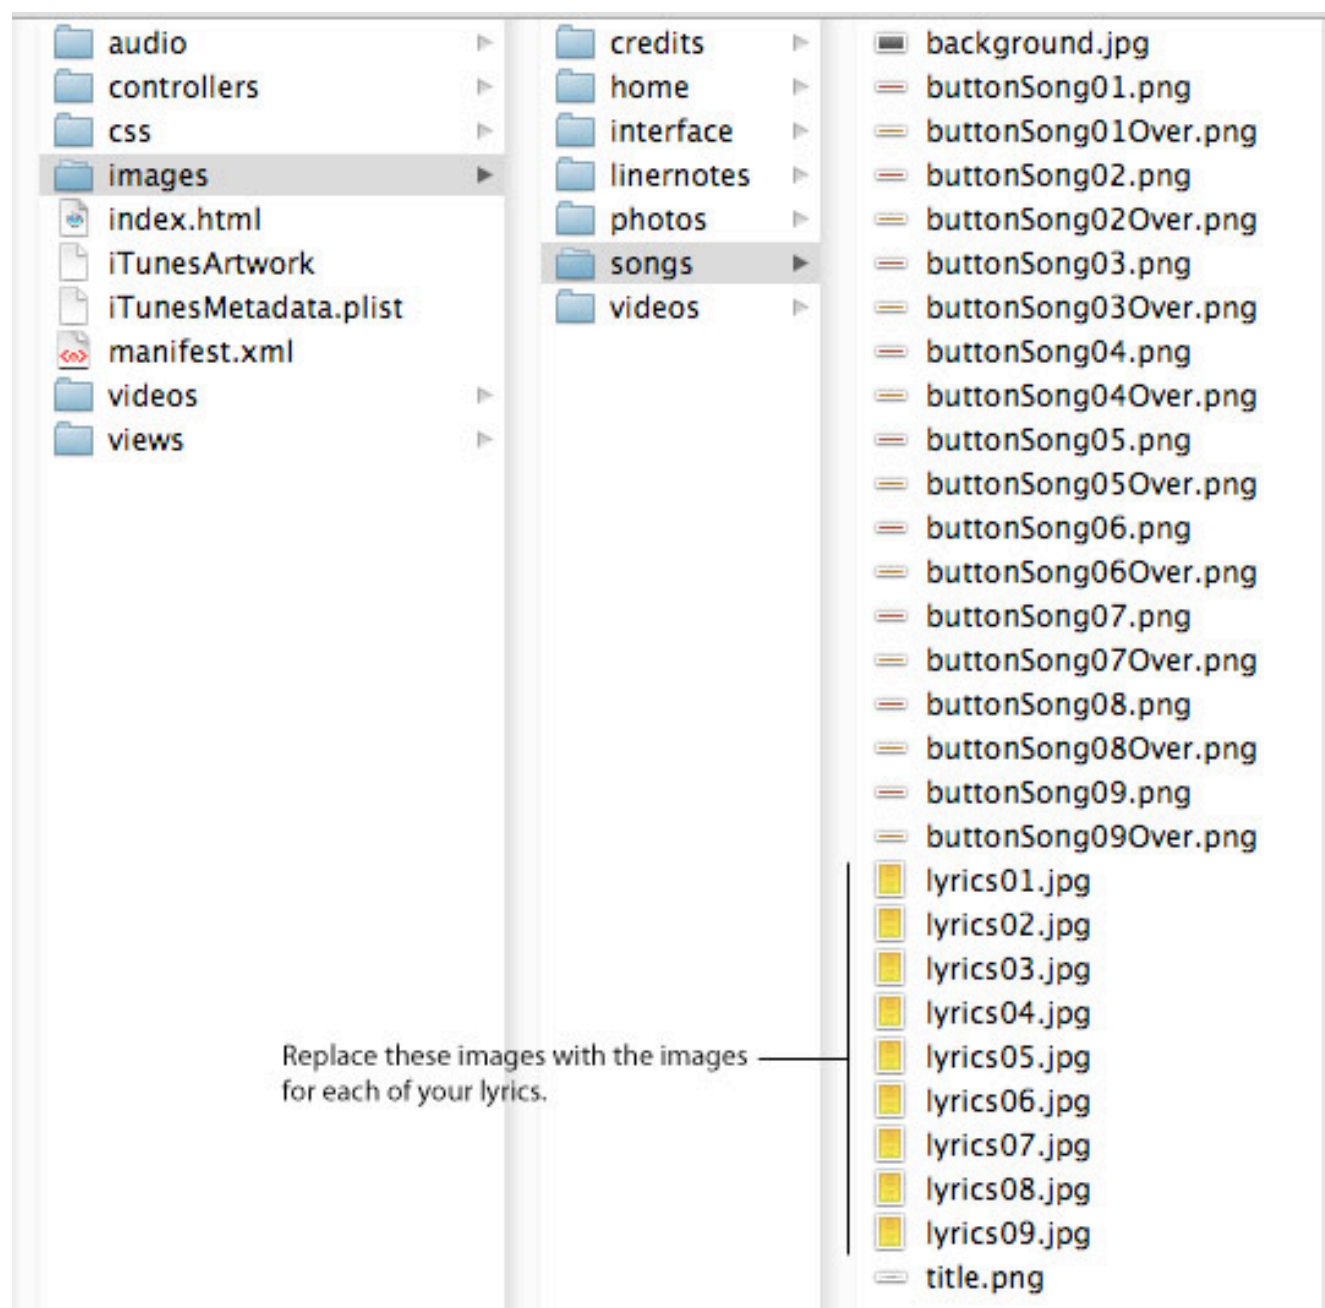 audio
controllers
css
images
index.html
iTunesArtwork
iTunesMetadata.plist
manifest.xml
videos
views
credits
home
interface
linernotes
photos
songs
videos
background.jpg
buttonSong01.png
buttonSong01Over.png
buttonSong02.png
buttonSong02Over.png
buttonSong03.png
buttonSong03Over.png
buttonSong04.png
buttonSong04Over.png
buttonSong05.png
buttonSong05Over.png
buttonSong06.png
buttonSong06Over.png
buttonSong07.png
buttonSong07Over.png
buttonSong08.png
buttonSong08Over.png
buttonSong09.png
buttonSong09Over.png
lyrics01.jpg
lyrics02.jpg
lyrics03.jpg
lyrics04.jpg
lyrics05.jpg
lyrics06.jpg
lyrics07.jpg
lyrics08.jpg
lyrics09.jpg
title.png
Replace these images with the images
for each of your lyrics.